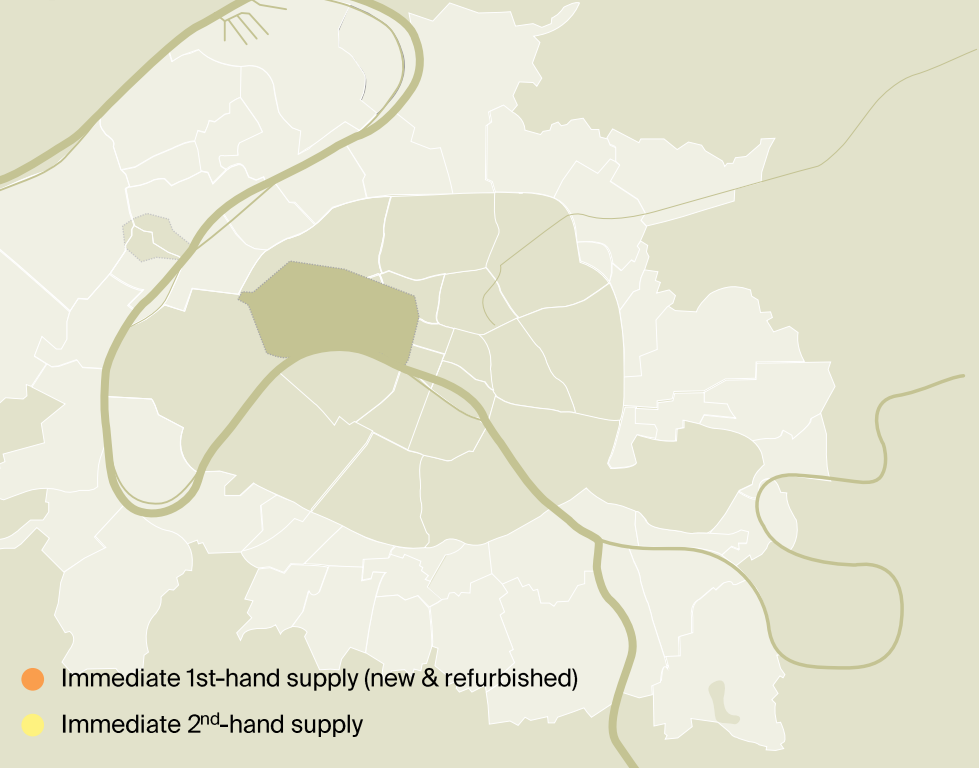 Immediate 1st-hand supply (new & refurbished)
Immediate 2nd-hand supply